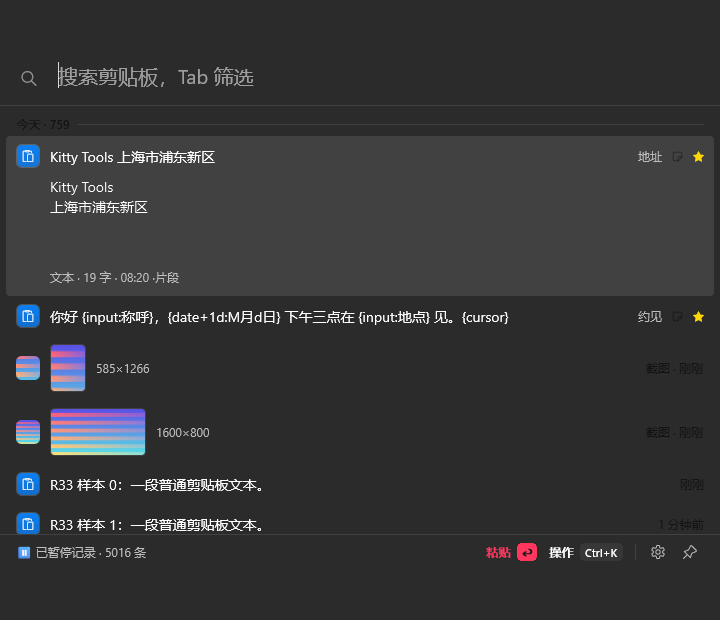 搜索剪贴板，Tab 筛选
今天 · 759
Kitty Tools 上海市浦东新区 地址
Kitty Tools
上海市浦东新区
文本 · 19 字 · 08:20 ·片段
你好 {input:称呼}，{date+1d:M月d日} 下午三点在 {input:地点} 见。{cursor} 约见
585×1266 截图 · 刚刚
1600×800 截图 · 刚刚
R33 样本 0：一段普通剪贴板文本。 刚刚
R33 样本 1：一段普通剪贴板文本。 1 分钟前
已暂停记录 · 5016 条 粘贴 操作 Ctrl+K